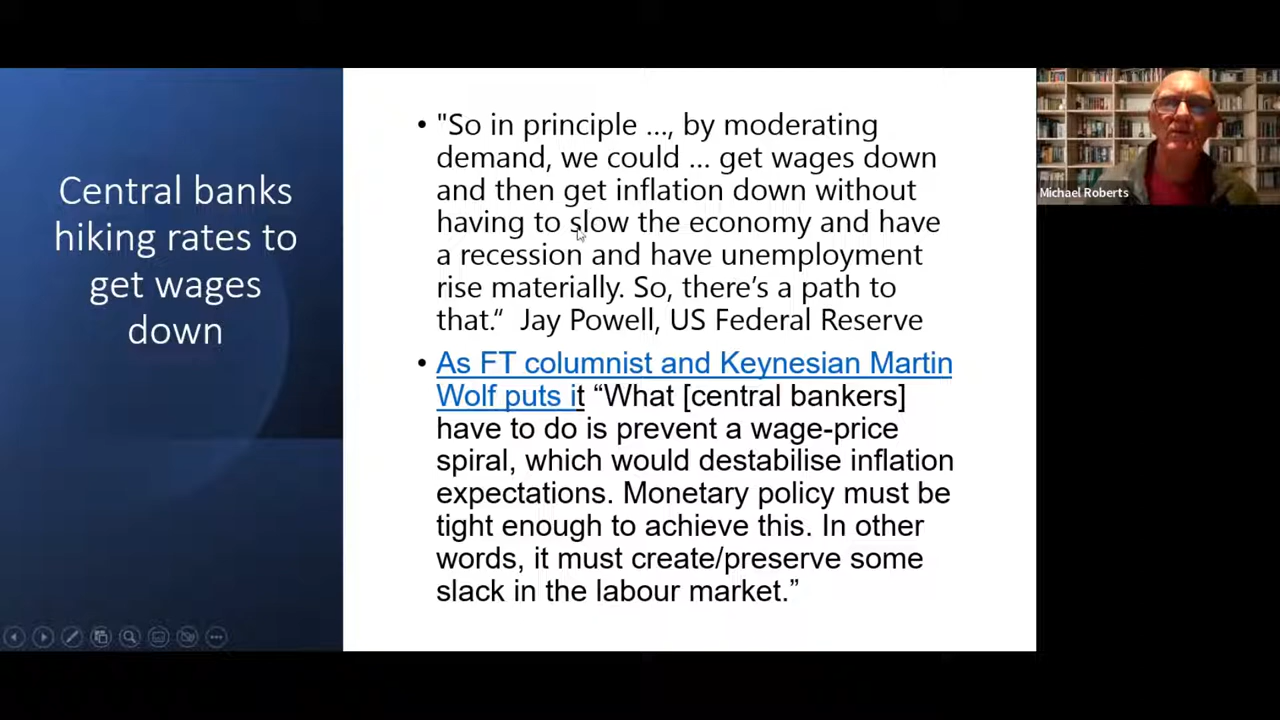 Central banks
hiking rates to
get wages
down
• "So in principle ..., by moderating
demand, we could ... get wages down
and then get inflation down without
having to slow the economy and have
a recession and have unemployment
rise materially. So, there’s a path to
that.“ Jay Powell, US Federal Reserve
• As FT columnist and Keynesian Martin
Wolf puts it “What [central bankers]
have to do is prevent a wage-price
spiral, which would destabilise inflation
expectations. Monetary policy must be
tight enough to achieve this. In other
words, it must create/preserve some
slack in the labour market.”
Michael Roberts